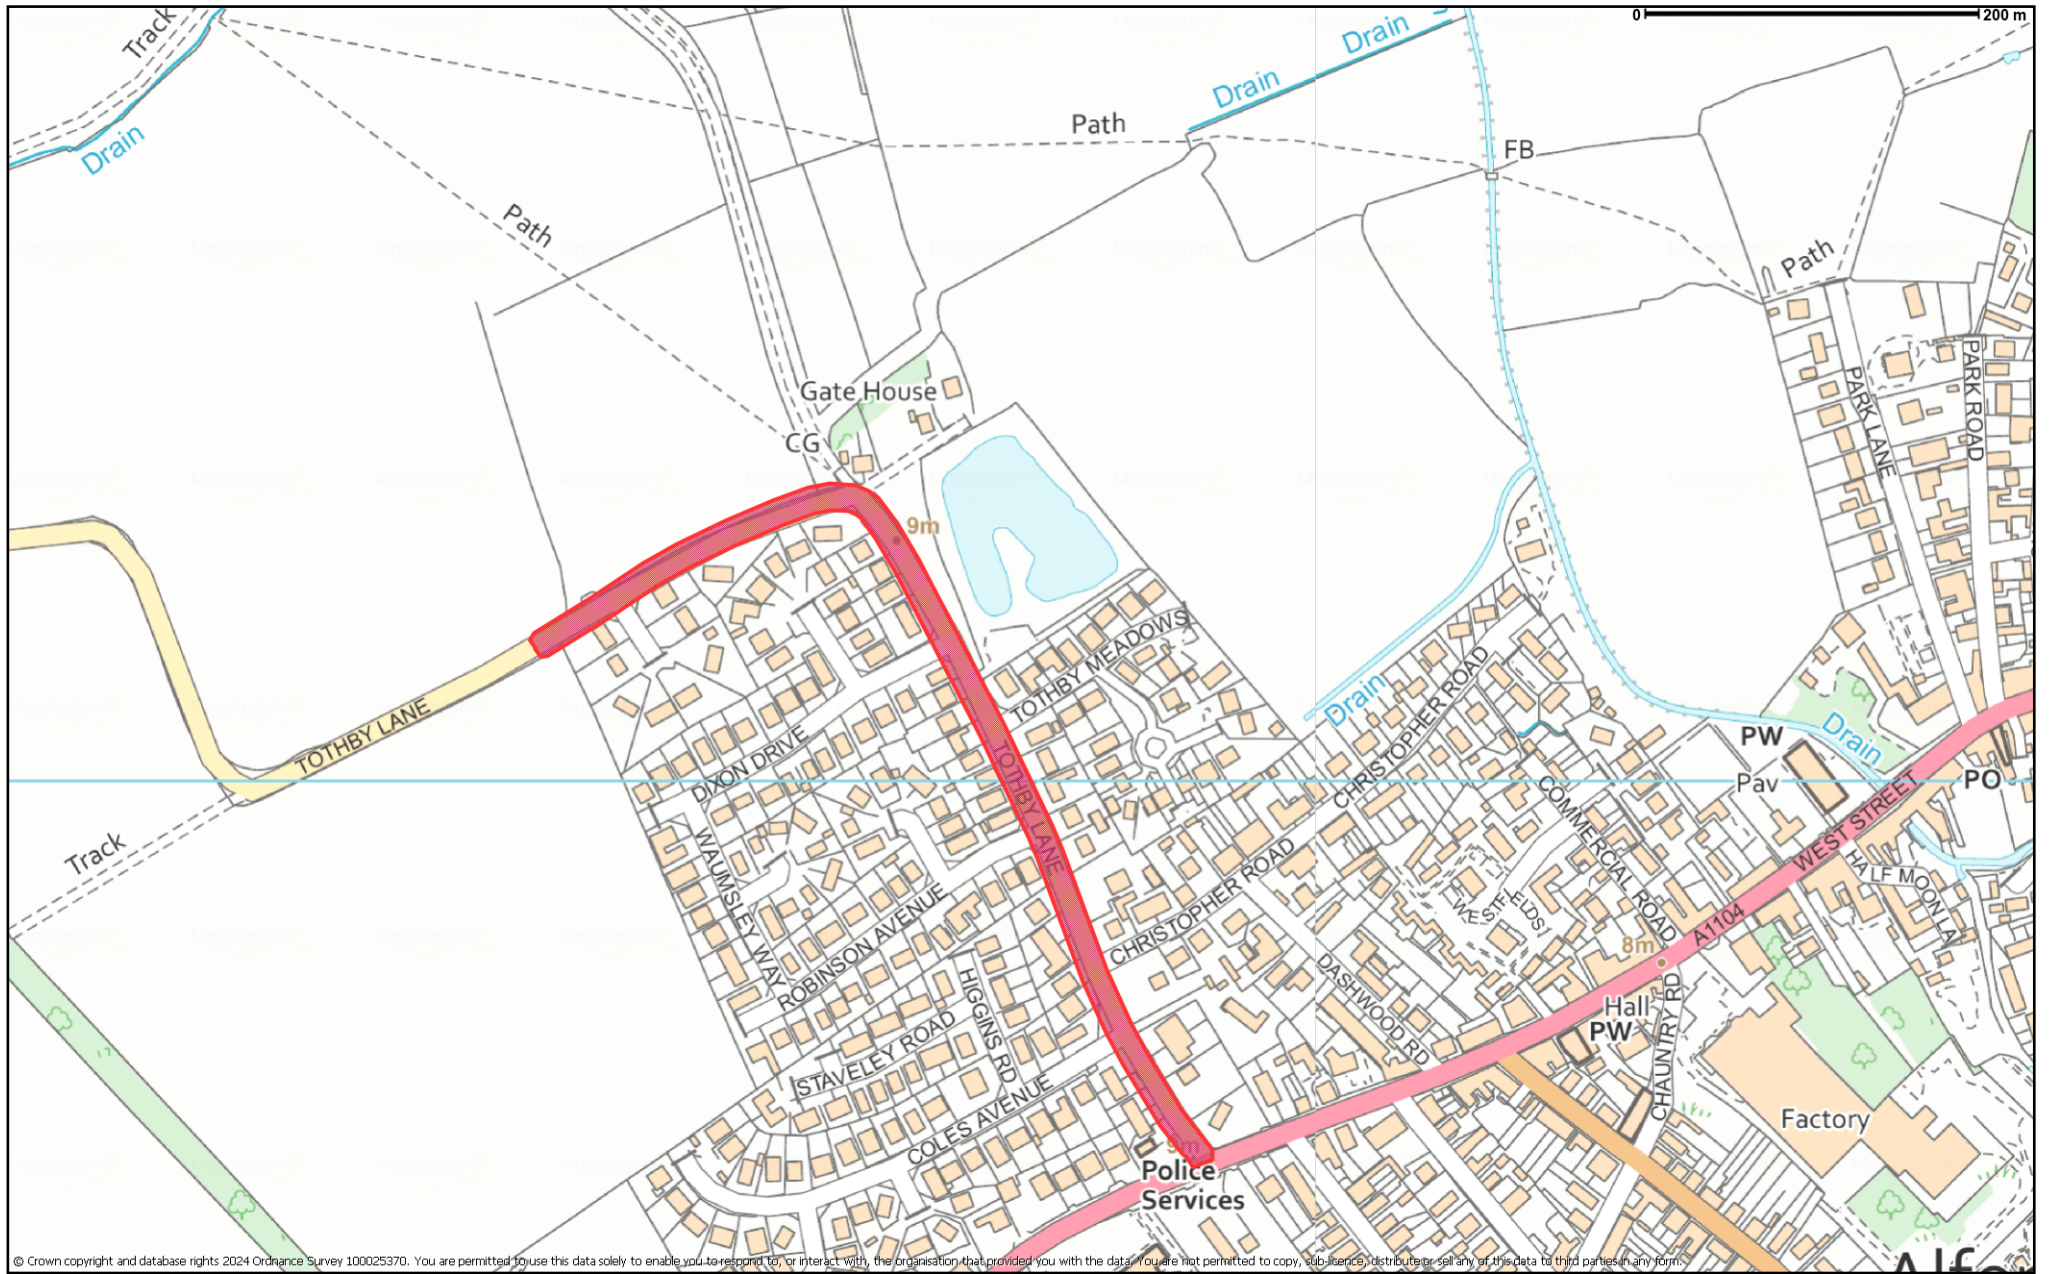 Track
0 200 m
Drain
Drain
Path
FB
Drain
Path
Path
Gate House
CG
PARK LANE
PARK ROAD
9m
TOTHBY MEADOWS
Drain
CHRISTOPHER ROAD
TOTHBY LANE
DIXON DRIVE
TOTHBY LANE
PW
Drain
Pav
PO
COMMERCIAL ROAD
WEST STREET
Track
WAUMSLEY WAY
ROBINSON AVENUE
CHRISTOPHER ROAD
WESTFIELDS
HALF MOON LA
A1104
8m
HIGGINS RD
DASHWOOD RD
CHAUNTRY RD
Hall
PW
STAVELEY ROAD
COLES AVENUE
Factory
9m
Police
Services
© Crown copyright and database rights 2024 Ordnance Survey 100025370. You are permitted to use this data solely to enable you to respond to, or interact with, the organisation that provided you with the data. You are not permitted to copy, sub-licence, distribute or sell any of this data to third parties in any form.